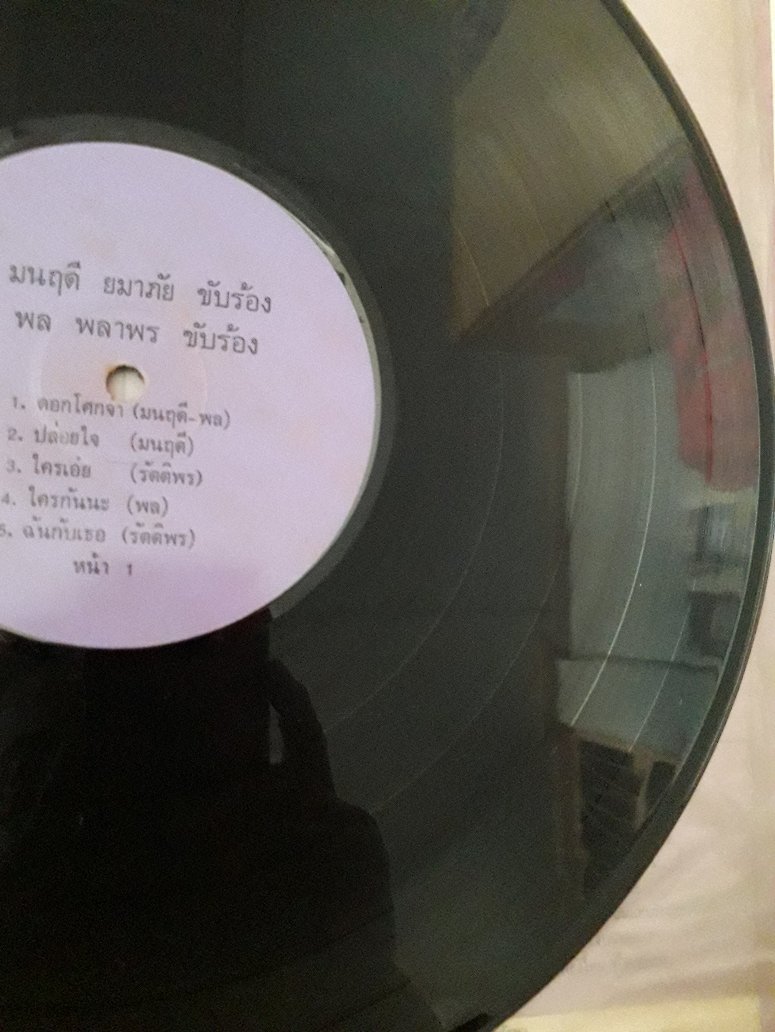 มนฤดี ยมาภัย ขับร้อง
พล พลาพร ขับร้อง
1. ดอกโศกจ๋า (มนฤดี-พล)
2. ปล่อยใจ (มนฤดี)
3. ใครเอ่ย (รัตติพร)
4. ใครกันนะ (พล)
5. ฉันกับเธอ (รัตติพร)
หน้า 1